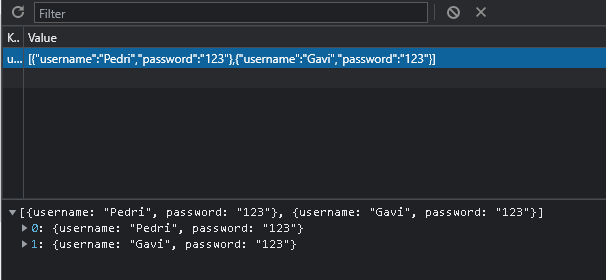 Filter
K.. Value
u... [{"username":"Pedri","password":"123"},{"username":"Gavi","password":"123"}]
▼[{username: "Pedri", password: "123"}, {username: "Gavi", password: "123"}]
▶0: {username: "Pedri", password: "123"}
▶1: {username: "Gavi", password: "123"}